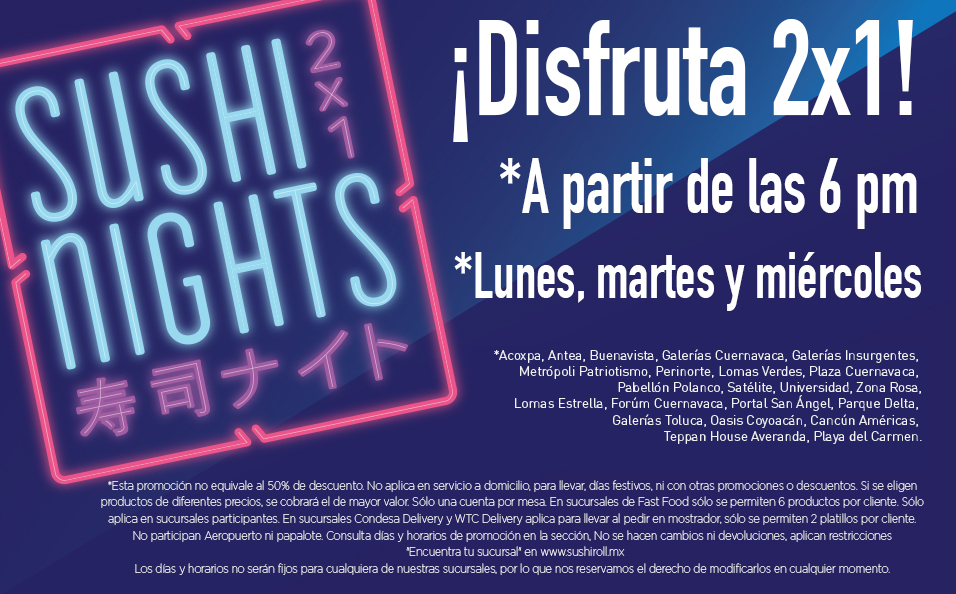 SUSHI
2x1
NIGHTS
寿司ナイト
¡Disfruta 2x1!
*A partir de las 6 pm
*Lunes, martes y miércoles
*Acoxpa, Antea, Buenavista, Galerías Cuernavaca, Galerías Insurgentes,
Metrópoli Patriotismo, Perinorte, Lomas Verdes, Plaza Cuernavaca,
Pabellón Polanco, Satélite, Universidad, Zona Rosa,
Lomas Estrella, Forúm Cuernavaca, Portal San Ángel, Parque Delta,
Galerías Toluca, Oasis Coyoacán, Cancún Américas,
Teppan House Averanda, Playa del Carmen.
*Esta promoción no equivale al 50% de descuento. No aplica en servicio a domicilio, para llevar, días festivos, ni con otras promociones o descuentos. Si se eligen
productos de diferentes precios, se cobrará el de mayor valor. Sólo una cuenta por mesa. En sucursales de Fast Food sólo se permiten 6 productos por cliente. Sólo
aplica en sucursales participantes. En sucursales Condesa Delivery y WTC Delivery aplica para llevar al pedir en mostrador, sólo se permiten 2 platillos por cliente.
No participan Aeropuerto ni papalote. Consulta días y horarios de promoción en la sección, No se hacen cambios ni devoluciones, aplican restricciones
"Encuentra tu sucursal" en www.sushiroll.mx
Los días y horarios no serán fijos para cualquiera de nuestras sucursales, por lo que nos reservamos el derecho de modificarlos en cualquier momento.